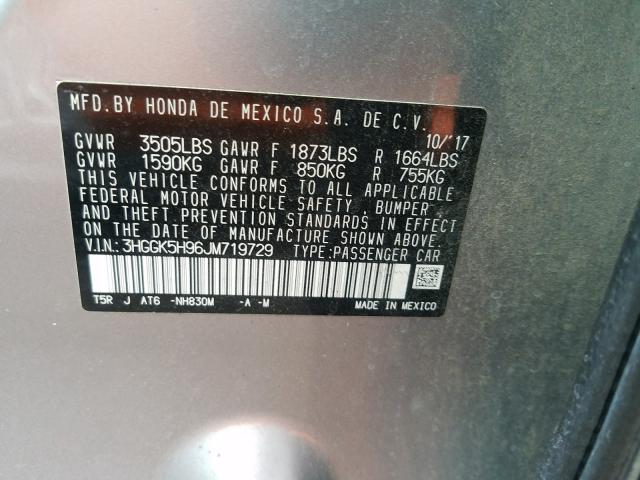 MFD.BY HONDA DE MEXICO S.A. DE C.V.
10/'17
GVWR 3505LBS GAWR F 1873LBS R 1664LBS
GVWR 1590KG GAWR F 850KG R 755KG
THIS VEHICLE CONFORMS TO ALL APPLICABLE
FEDERAL MOTOR VEHICLE SAFETY, BUMPER,
AND THEFT PREVENTION STANDARDS IN EFFECT
ON THE DATE OF MANUFACTURE SHOWN ABOVE.
V.I.N.:3HGGK5H96JM719729 TYPE:PASSENGER CAR
T5R J AT6 -NH830M -A -M MADE IN MEXICO